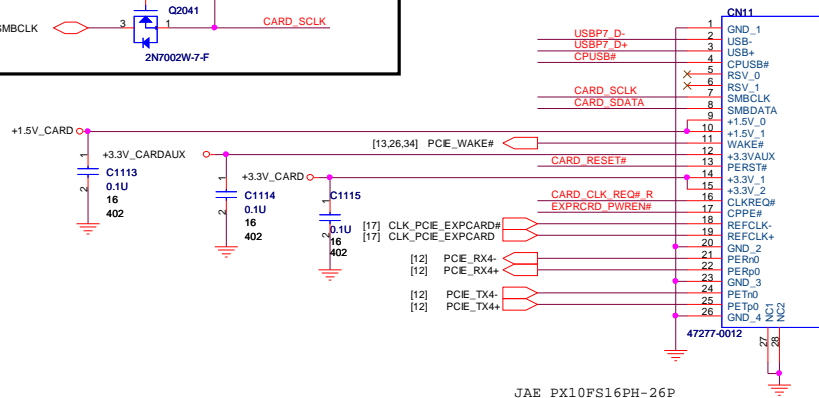 Q2041
SMBCLK 3 1 CARD_SCLK
2N7002W-7-F
CN11
1 GND_1
USBP7_D- 2 USB-
USBP7_D+ 3 USB+
CPUSB# 4 CPUSB#
5 RSV_0
6 RSV_1
CARD_SCLK 7 SMBCLK
CARD_SDATA 8 SMBDATA
9 +1.5V_0
+1.5V_CARD 10 +1.5V_1
[13,26,34] PCIE_WAKE# 11 WAKE#
+3.3V_CARDAUX 12 +3.3VAUX
CARD_RESET# 13 PERST#
+3.3V_CARD 14 +3.3V_1
15 +3.3V_2
CARD_CLK_REQ#_R 16 CLKREQ#
EXPRCRD_PWREN# 17 CPPE#
[17] CLK_PCIE_EXPCARD# 18 REFCLK-
[17] CLK_PCIE_EXPCARD 19 REFCLK+
20 GND_2
[12] PCIE_RX4- 21 PERn0
[12] PCIE_RX4+ 22 PERp0
23 GND_3
[12] PCIE_TX4- 24 PETn0
[12] PCIE_TX4+ 25 PETp0
26 GND_4
NC1
NC2
27
28
47277-0012
1
2
C1113
0.1U
16
402
1
2
C1114
0.1U
16
402
1
2
C1115
0.1U
16
402
JAE PX10FS16PH-26P